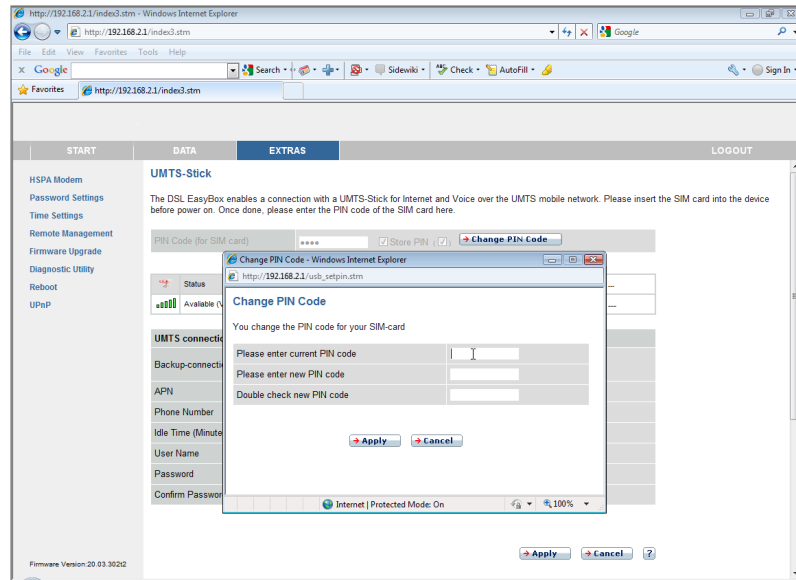 http://192.168.2.1/index3.stm - Windows Internet Explorer
http://192.168.2.1/index3.stm
Google
File Edit View Favorites Tools Help
x Google
Search
Sidewiki
Check
AutoFill
Sign In
Favorites
http://192.168.2.1/index3.stm
START DATA EXTRAS LOGOUT
HSPA Modem
Password Settings
Time Settings
Remote Management
Firmware Upgrade
Diagnostic Utility
Reboot
UPnP
UMTS-Stick
The DSL EasyBox enables a connection with a UMTS-Stick for Internet and Voice over the UMTS mobile network. Please insert the SIM card into the device
before power on. Once done, please enter the PIN code of the SIM card here.
PIN Code (for SIM card) •••• Store PIN ( ) Change PIN Code
Status
---
Avaliable (V
---
UMTS connectio
Backup-connecti
APN
Phone Number
Idle Time (Minute
User Name
Password
Confirm Passwor
Change PIN Code - Windows Internet Explorer
http://192.168.2.1/usb_setpin.stm
Change PIN Code
You change the PIN code for your SIM-card
Please enter current PIN code
Please enter new PIN code
Double check new PIN code
Apply Cancel
Internet | Protected Mode: On 100%
Apply Cancel ?
Firmware Version:20.03.302t2